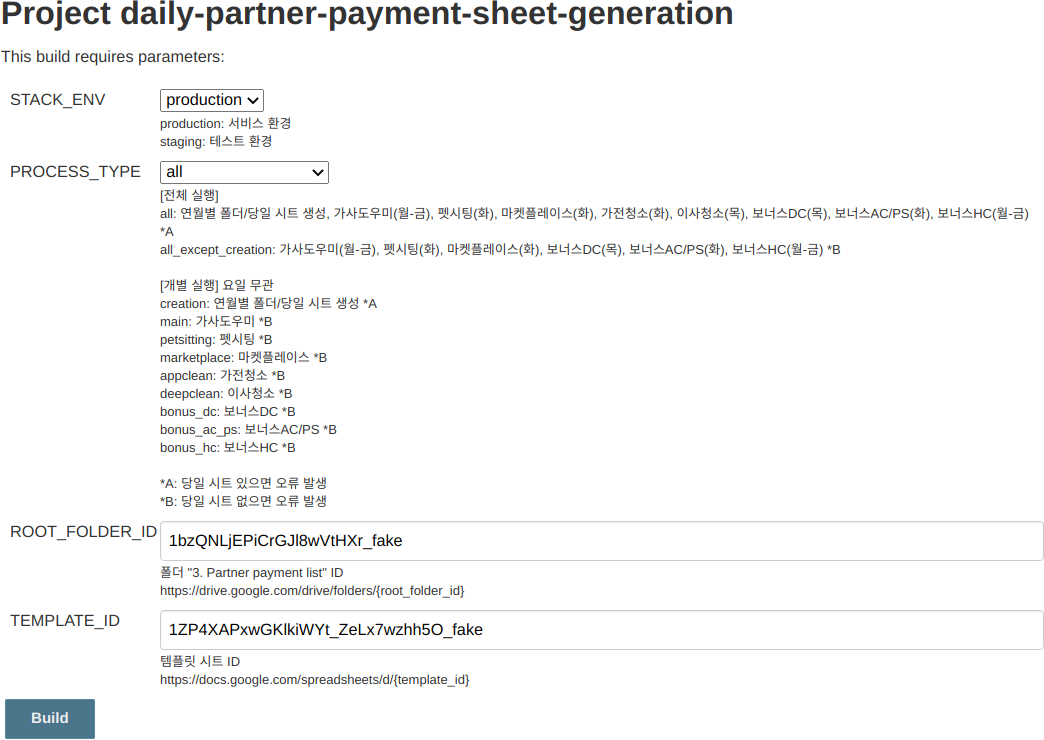 Project daily-partner-payment-sheet-generation
This build requires parameters:
STACK_ENV
production
production: 서비스 환경
staging: 테스트 환경
PROCESS_TYPE
all
[전체 실행]
all: 연월별 폴더/당일 시트 생성, 가사도우미(월-금), 펫시팅(화), 마켓플레이스(화), 가전청소(화), 이사청소(목), 보너스DC(목), 보너스AC/PS(화), 보너스HC(월-금)
*A
all_except_creation: 가사도우미(월-금), 펫시팅(화), 마켓플레이스(화), 보너스DC(목), 보너스AC/PS(화), 보너스HC(월-금) *B
[개별 실행] 요일 무관
creation: 연월별 폴더/당일 시트 생성 *A
main: 가사도우미 *B
petsitting: 펫시팅 *B
marketplace: 마켓플레이스 *B
appclean: 가전청소 *B
deepclean: 이사청소 *B
bonus_dc: 보너스DC *B
bonus_ac_ps: 보너스AC/PS *B
bonus_hc: 보너스HC *B
*A: 당일 시트 있으면 오류 발생
*B: 당일 시트 없으면 오류 발생
ROOT_FOLDER_ID
1bzQNLjEPiCrGJl8wVtHXr_fake
폴더 "3. Partner payment list" ID
https://drive.google.com/drive/folders/{root_folder_id}
TEMPLATE_ID
1ZP4XAPxwGKlkiWYt_ZeLx7wzhh5O_fake
템플릿 시트 ID
https://docs.google.com/spreadsheets/d/{template_id}
Build